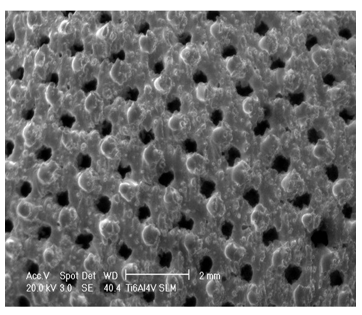 Acc.V Spot Det WD 2 mm
20.0 kV 3.0 SE 40.4 Ti6Al4V SLM